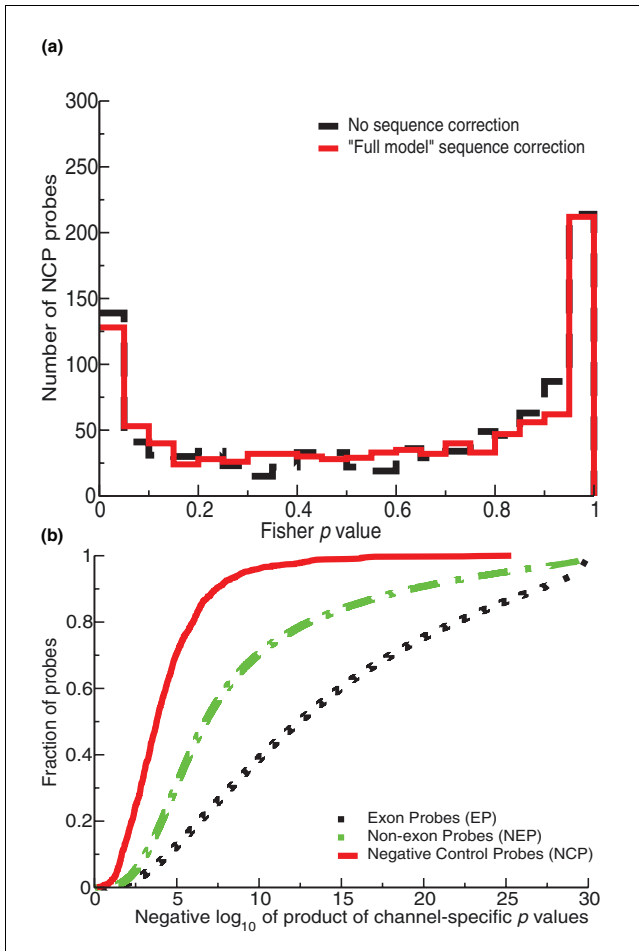 (a)
300
250
200
150
100
50
0
Number of NCP probes
No sequence correction
"Full model" sequence correction
0 0.2 0.4 0.6 0.8 1
Fisher p value
(b)
1
0.8
0.6
0.4
0.2
0
Fraction of probes
Exon Probes (EP)
Non-exon Probes (NEP)
Negative Control Probes (NCP)
0 5 10 15 20 25 30
Negative log10 of product of channel-specific p values